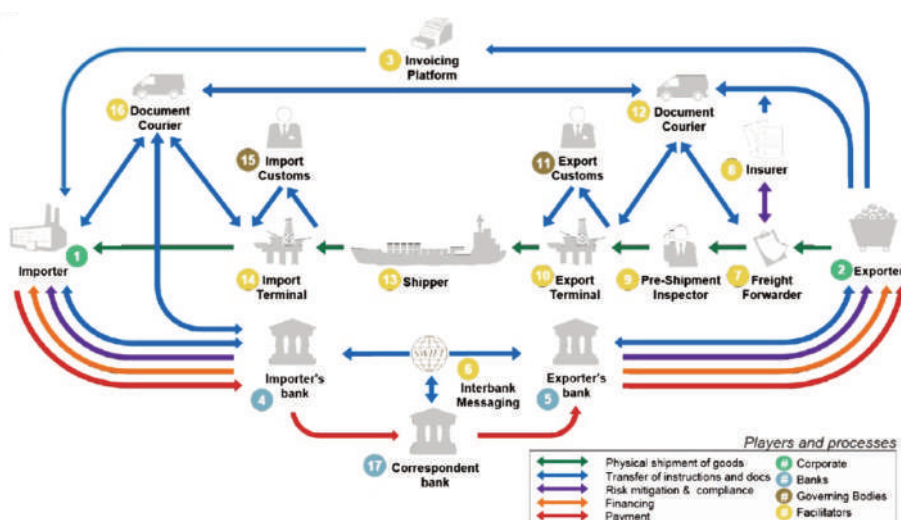 3 Invoicing
Platform
16 Document
Courier
12 Document
Courier
15 Import
Customs
11 Export
Customs
8 Insurer
1
Importer
14 Import
Terminal
13 Shipper
10 Export
Terminal
9 Pre-Shipment
Inspector
7 Freight
Forwarder
2 Exporter
Importer's
bank
4
SWIFT
6
Interbank
Messaging
Exporter's
bank
5
17 Correspondent
bank
Players and processes
Physical shipment of goods
Transfer of instructions and docs
Risk mitigation & compliance
Financing
Payment
# Corporate
# Banks
# Governing Bodies
# Facilitators